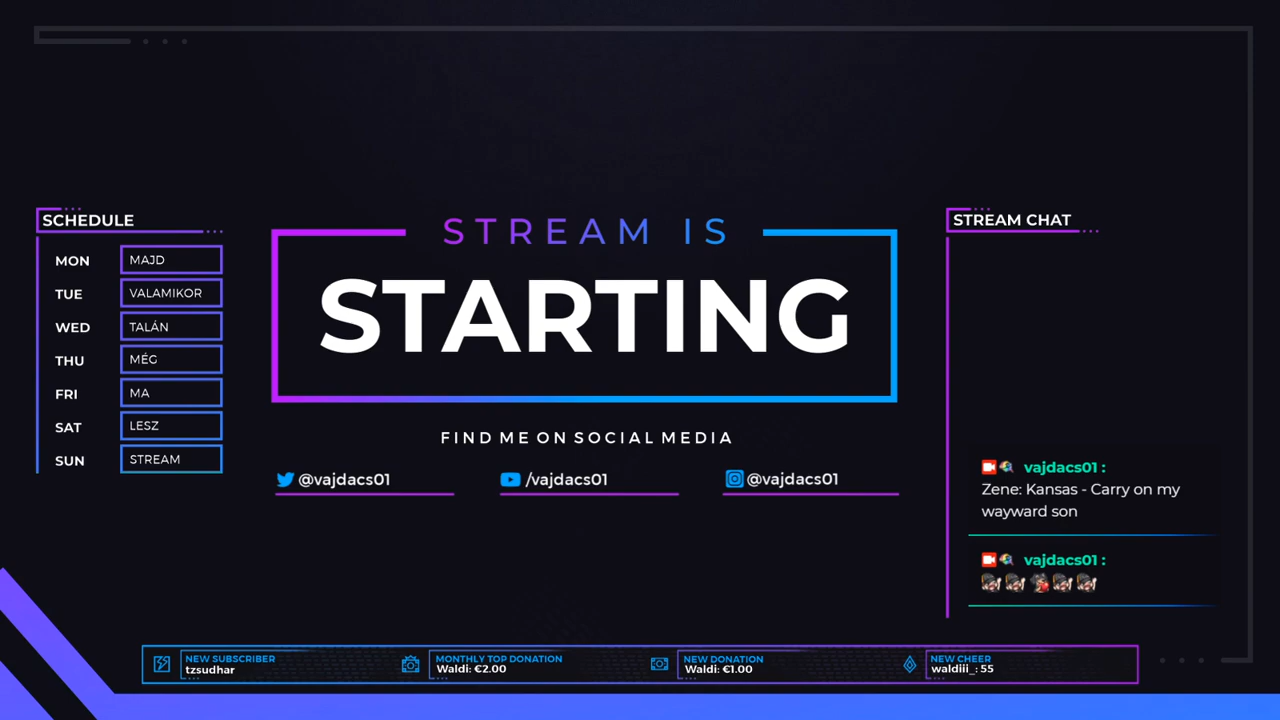 SCHEDULE
MON MAJD
TUE VALAMIKOR
WED TALÁN
THU MÉG
FRI MA
SAT LESZ
SUN STREAM
STREAM IS
STARTING
FIND ME ON SOCIAL MEDIA
@vajdacs01 /vajdacs01 @vajdacs01
STREAM CHAT
vajdacs01 :
Zene: Kansas - Carry on my
wayward son
vajdacs01 :
NEW SUBSCRIBER
tzsudhar
MONTHLY TOP DONATION
Waldi: €2.00
NEW DONATION
Waldi: €1.00
NEW CHEER
waldiii_: 55